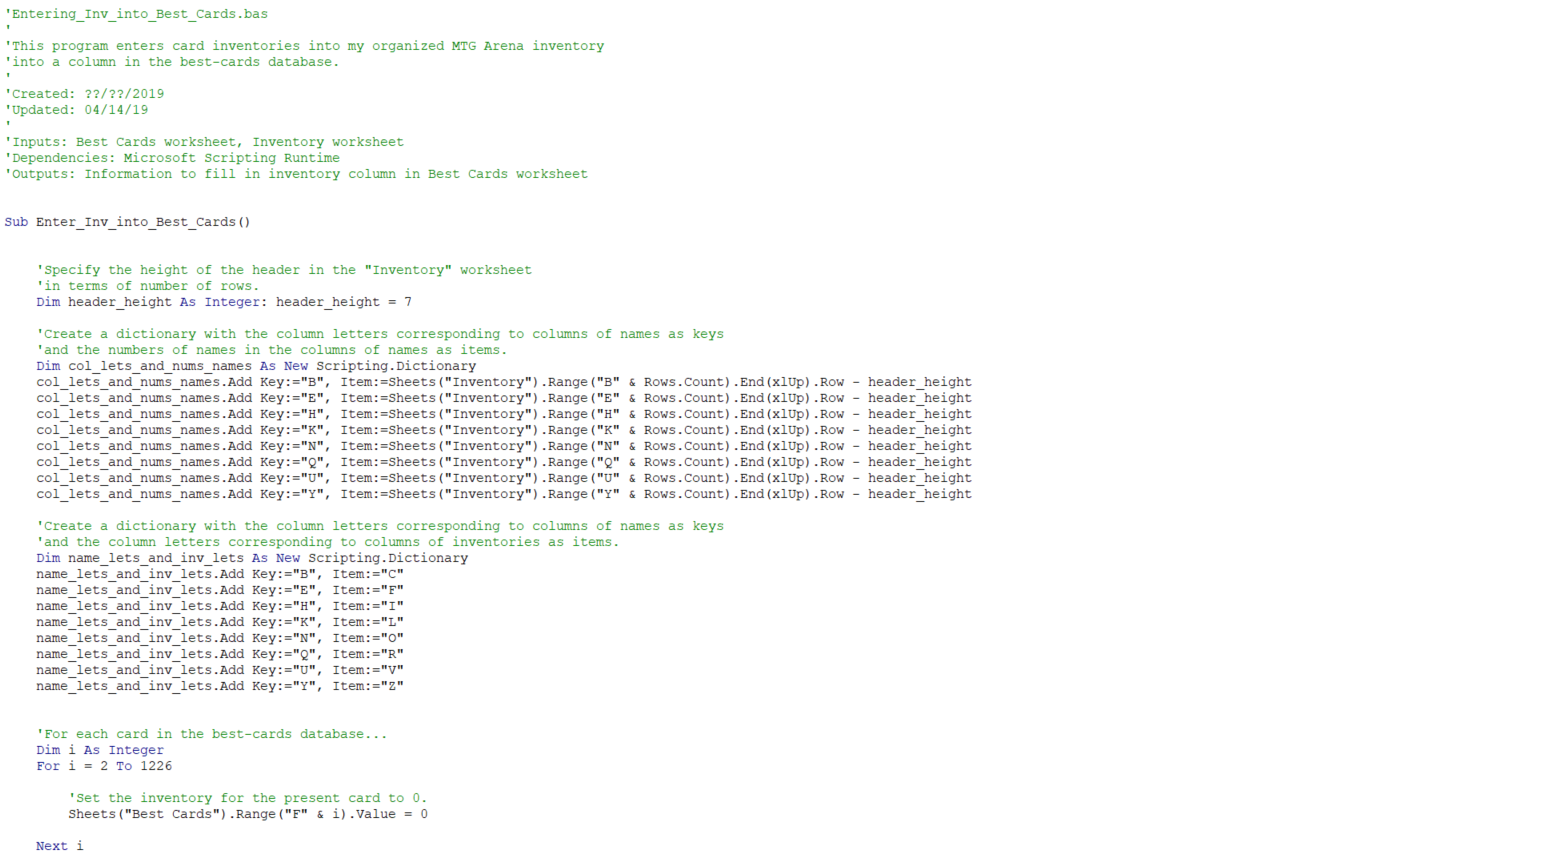 'Entering_Inv_into_Best_Cards.bas
'
'This program enters card inventories into my organized MTG Arena inventory
'into a column in the best-cards database.
'
'Created: ??/??/2019
'Updated: 04/14/19
'
'Inputs: Best Cards worksheet, Inventory worksheet
'Dependencies: Microsoft Scripting Runtime
'Outputs: Information to fill in inventory column in Best Cards worksheet


Sub Enter_Inv_into_Best_Cards()


    'Specify the height of the header in the "Inventory" worksheet
    'in terms of number of rows.
    Dim header_height As Integer: header_height = 7

    'Create a dictionary with the column letters corresponding to columns of names as keys
    'and the numbers of names in the columns of names as items.
    Dim col_lets_and_nums_names As New Scripting.Dictionary
    col_lets_and_nums_names.Add Key:="B", Item:=Sheets("Inventory").Range("B" & Rows.Count).End(xlUp).Row - header_height
    col_lets_and_nums_names.Add Key:="E", Item:=Sheets("Inventory").Range("E" & Rows.Count).End(xlUp).Row - header_height
    col_lets_and_nums_names.Add Key:="H", Item:=Sheets("Inventory").Range("H" & Rows.Count).End(xlUp).Row - header_height
    col_lets_and_nums_names.Add Key:="K", Item:=Sheets("Inventory").Range("K" & Rows.Count).End(xlUp).Row - header_height
    col_lets_and_nums_names.Add Key:="N", Item:=Sheets("Inventory").Range("N" & Rows.Count).End(xlUp).Row - header_height
    col_lets_and_nums_names.Add Key:="Q", Item:=Sheets("Inventory").Range("Q" & Rows.Count).End(xlUp).Row - header_height
    col_lets_and_nums_names.Add Key:="U", Item:=Sheets("Inventory").Range("U" & Rows.Count).End(xlUp).Row - header_height
    col_lets_and_nums_names.Add Key:="Y", Item:=Sheets("Inventory").Range("Y" & Rows.Count).End(xlUp).Row - header_height

    'Create a dictionary with the column letters corresponding to columns of names as keys
    'and the column letters corresponding to columns of inventories as items.
    Dim name_lets_and_inv_lets As New Scripting.Dictionary
    name_lets_and_inv_lets.Add Key:="B", Item:="C"
    name_lets_and_inv_lets.Add Key:="E", Item:="F"
    name_lets_and_inv_lets.Add Key:="H", Item:="I"
    name_lets_and_inv_lets.Add Key:="K", Item:="L"
    name_lets_and_inv_lets.Add Key:="N", Item:="O"
    name_lets_and_inv_lets.Add Key:="Q", Item:="R"
    name_lets_and_inv_lets.Add Key:="U", Item:="V"
    name_lets_and_inv_lets.Add Key:="Y", Item:="Z"


    'For each card in the best-cards database...
    Dim i As Integer
    For i = 2 To 1226

        'Set the inventory for the present card to 0.
        Sheets("Best Cards").Range("F" & i).Value = 0

    Next i